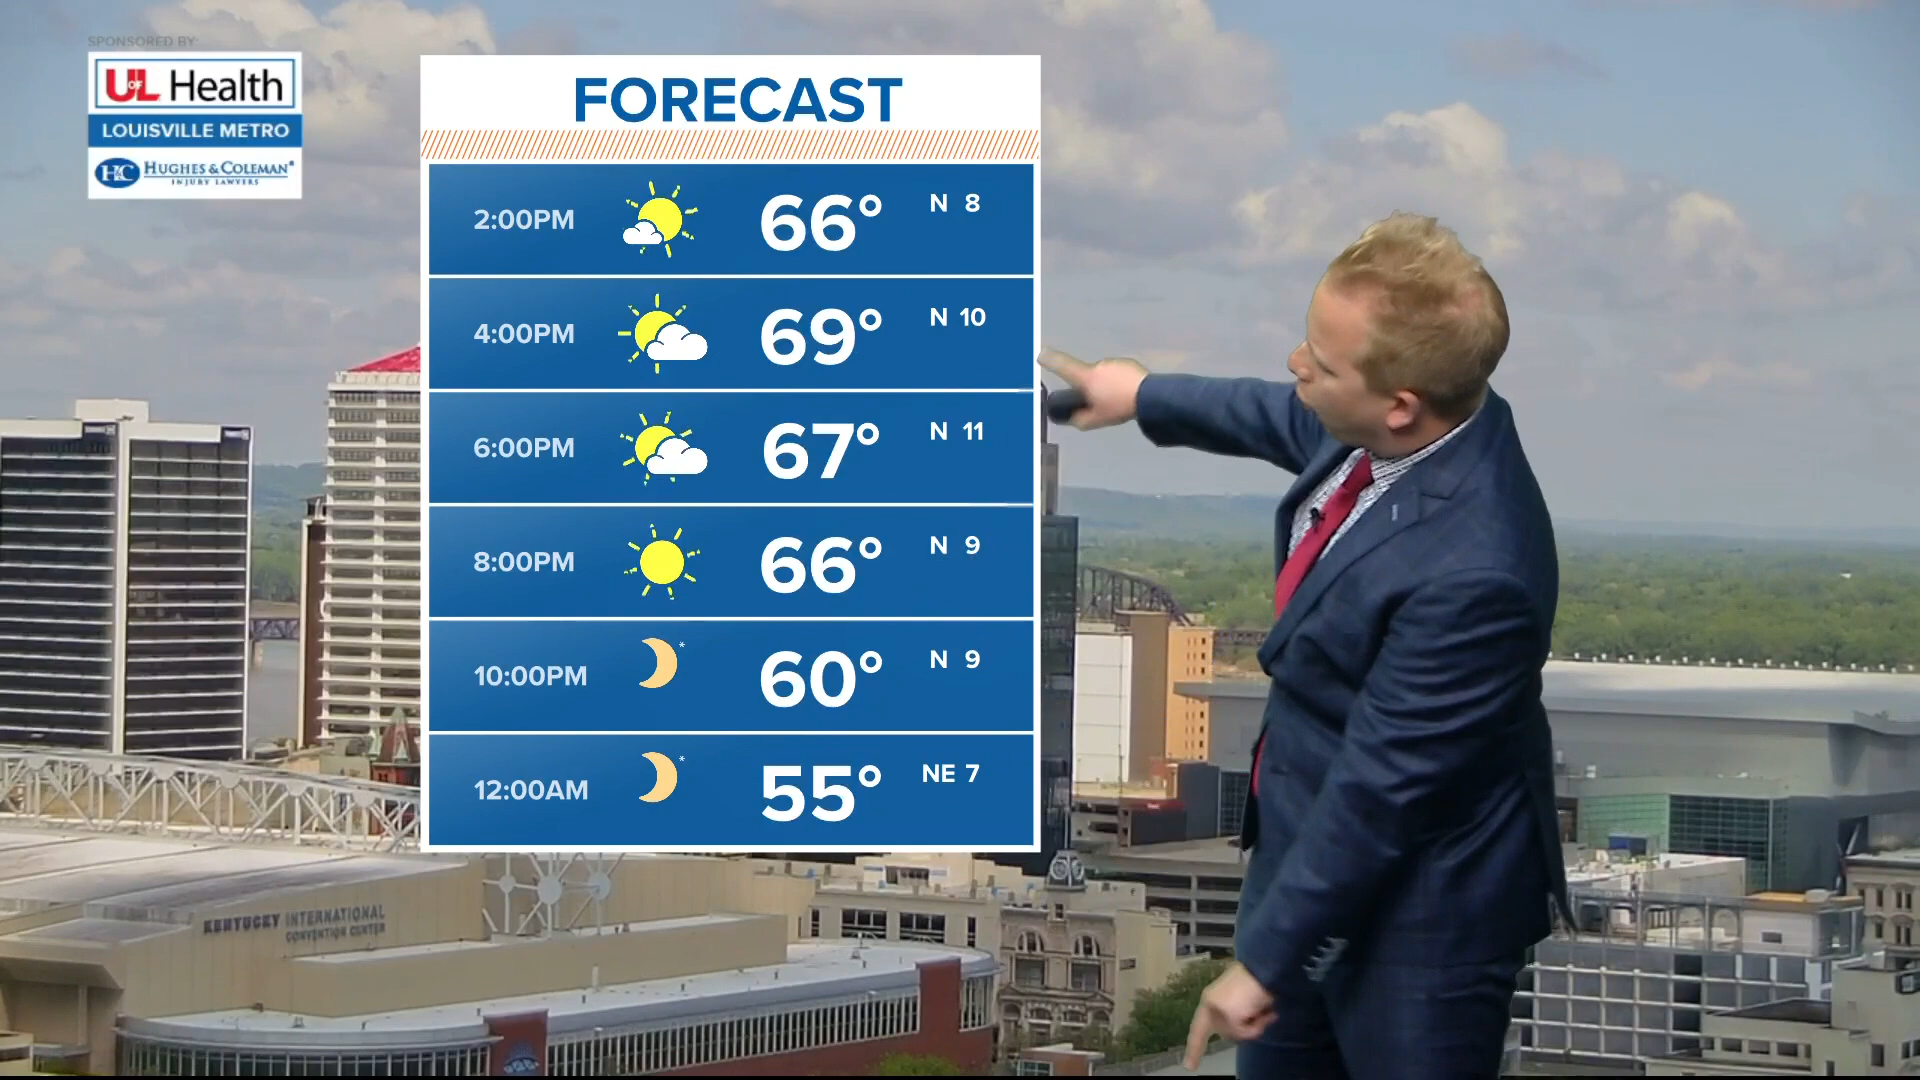 SPONSORED BY:
UofL Health
LOUISVILLE METRO
H&C HUGHES & COLEMAN
INJURY LAWYERS
FORECAST
2:00PM 66° N 8
4:00PM 69° N 10
6:00PM 67° N 11
8:00PM 66° N 9
10:00PM 60° N 9
12:00AM 55° NE 7
KENTUCKY INTERNATIONAL
CONVENTION CENTER